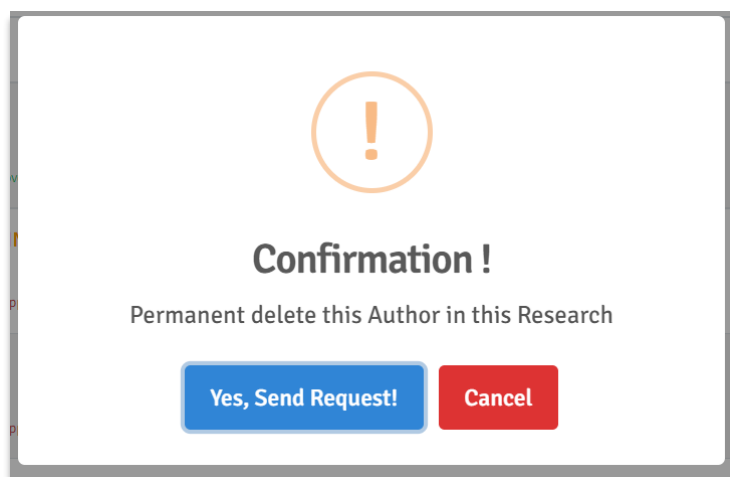 !
Confirmation !
Permanent delete this Author in this Research
Yes, Send Request!
Cancel